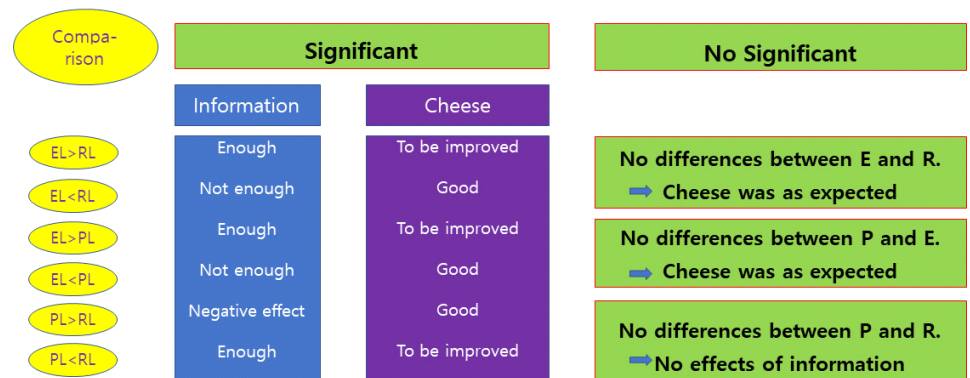 Compa-
rison
Significant
No Significant
Information
Cheese
EL>RL
Enough
To be improved
EL<RL
Not enough
Good
EL>PL
Enough
To be improved
EL<PL
Not enough
Good
PL>RL
Negative effect
Good
PL<RL
Enough
To be improved
No differences between E and R.
Cheese was as expected
No differences between P and E.
Cheese was as expected
No differences between P and R.
No effects of information